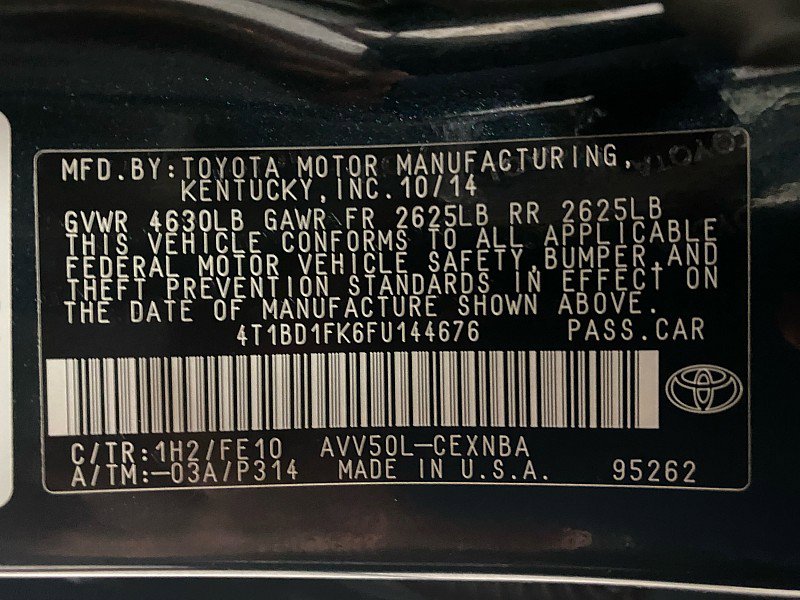 MFD.BY:TOYOTA MOTOR MANUFACTURING,
KENTUCKY,INC.10/14
GVWR 4630LB GAWR FR 2625LB RR 2625LB
THIS VEHICLE CONFORMS TO ALL APPLICABLE
FEDERAL MOTOR VEHICLE SAFETY,BUMPER,AND
THEFT PREVENTION STANDARDS IN EFFECT ON
THE DATE OF MANUFACTURE SHOWN ABOVE.
4T1BD1FK6FU144676 PASS.CAR
C/TR:1H2/FE10 AVV50L-CEXNBA
A/TM:-03A/P314 MADE IN U.S.A. 95262
TOYOTA